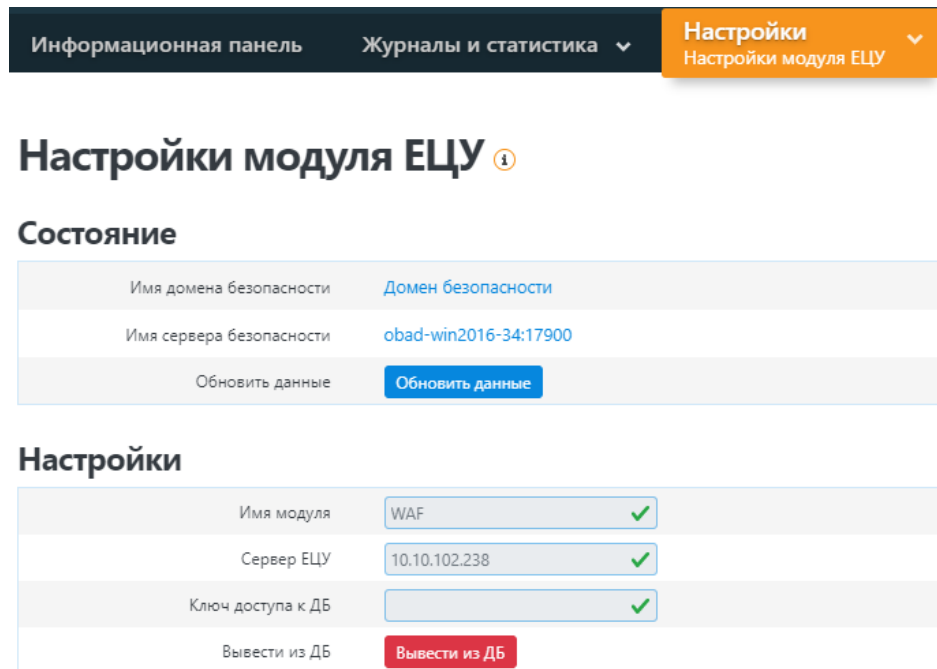 Информационная панель
Журналы и статистика
Настройки
Настройки модуля ЕЦУ
Настройки модуля ЕЦУ
Состояние
Имя домена безопасности Домен безопасности
Имя сервера безопасности obad-win2016-34:17900
Обновить данные Обновить данные
Настройки
Имя модуля WAF
Сервер ЕЦУ 10.10.102.238
Ключ доступа к ДБ
Вывести из ДБ Вывести из ДБ